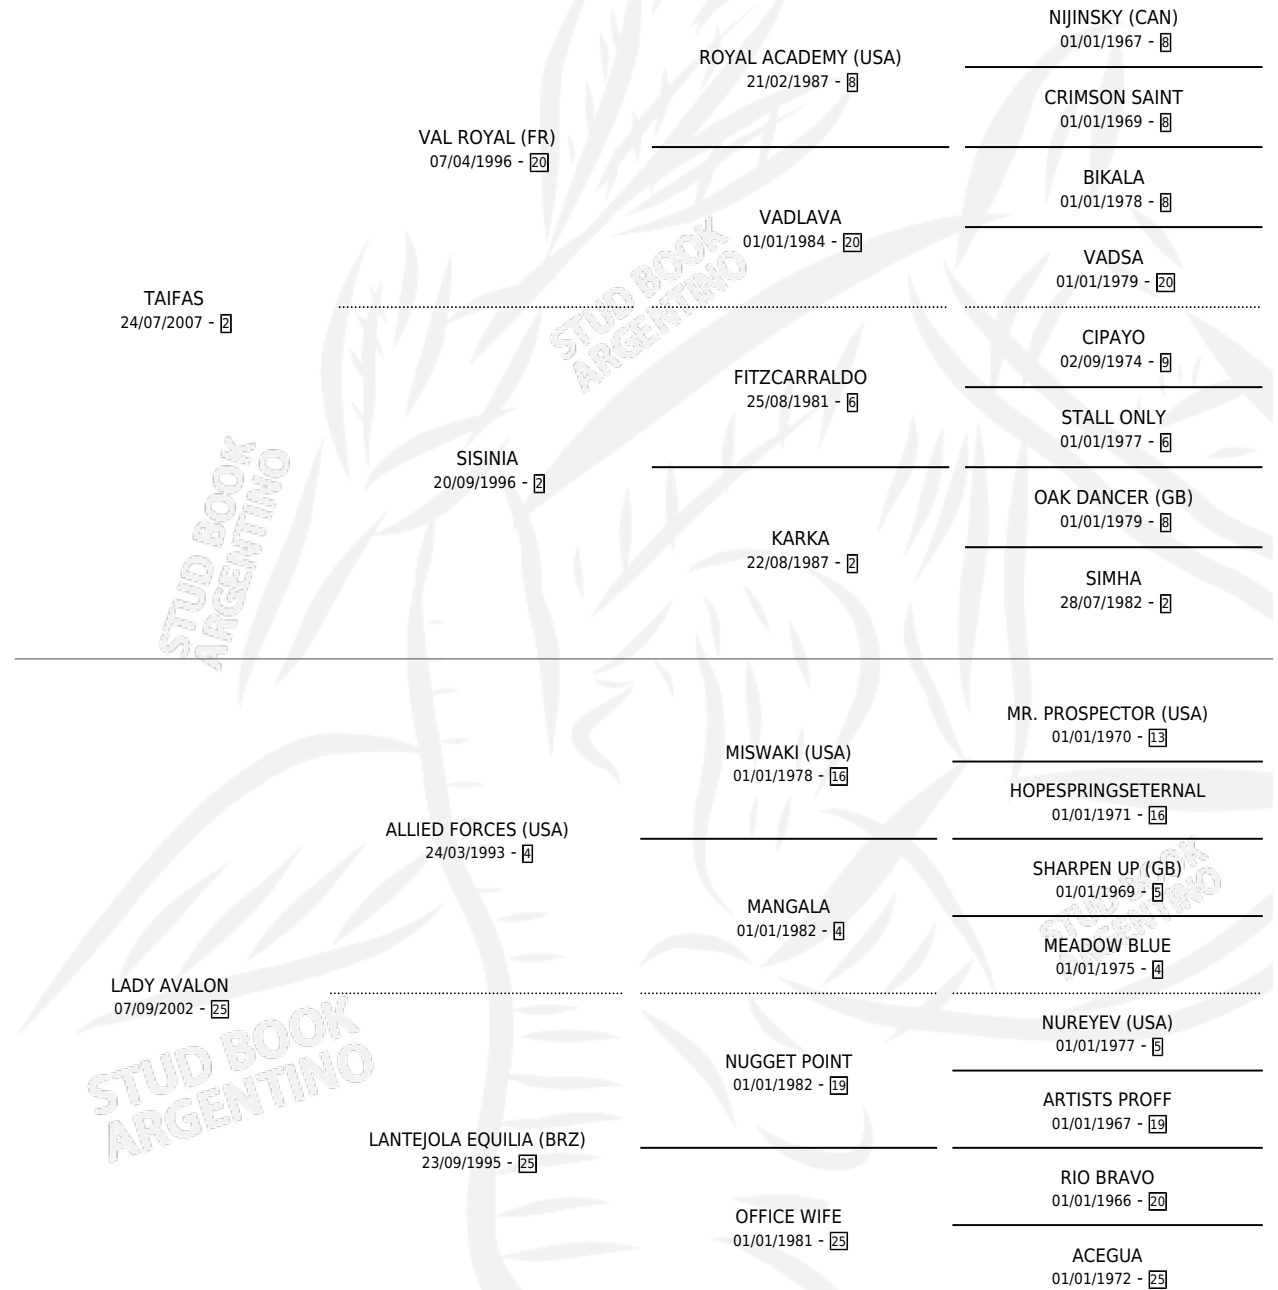 NIJINSKY (CAN)
01/01/1967 - 8
ROYAL ACADEMY (USA)
21/02/1987 - 8
CRIMSON SAINT
01/01/1969 - 8
VAL ROYAL (FR)
07/04/1996 - 20
BIKALA
01/01/1978 - 8
VADLAVA
01/01/1984 - 20
VADSA
01/01/1979 - 20
TAIFAS
24/07/2007 - 2
CIPAYO
02/09/1974 - 9
FITZCARRALDO
25/08/1981 - 6
STALL ONLY
01/01/1977 - 6
SISINIA
20/09/1996 - 2
OAK DANCER (GB)
01/01/1979 - 8
KARKA
22/08/1987 - 2
SIMHA
28/07/1982 - 2
STUD BOOK
ARGENTINO
STUD BOOK
ARGENTINO
MR. PROSPECTOR (USA)
01/01/1970 - 13
MISWAKI (USA)
01/01/1978 - 16
HOPESPRINGSETERNAL
01/01/1971 - 16
ALLIED FORCES (USA)
24/03/1993 - 4
SHARPEN UP (GB)
01/01/1969 - 5
MANGALA
01/01/1982 - 4
MEADOW BLUE
01/01/1975 - 4
LADY AVALON
07/09/2002 - 25
NUREYEV (USA)
01/01/1977 - 5
NUGGET POINT
01/01/1982 - 19
ARTISTS PROFF
01/01/1967 - 19
LANTEJOLA EQUILIA (BRZ)
23/09/1995 - 25
RIO BRAVO
01/01/1966 - 20
OFFICE WIFE
01/01/1981 - 25
ACEGUA
01/01/1972 - 25
STUD BOOK
ARGENTINO
STUD BOOK
ARGENTINO